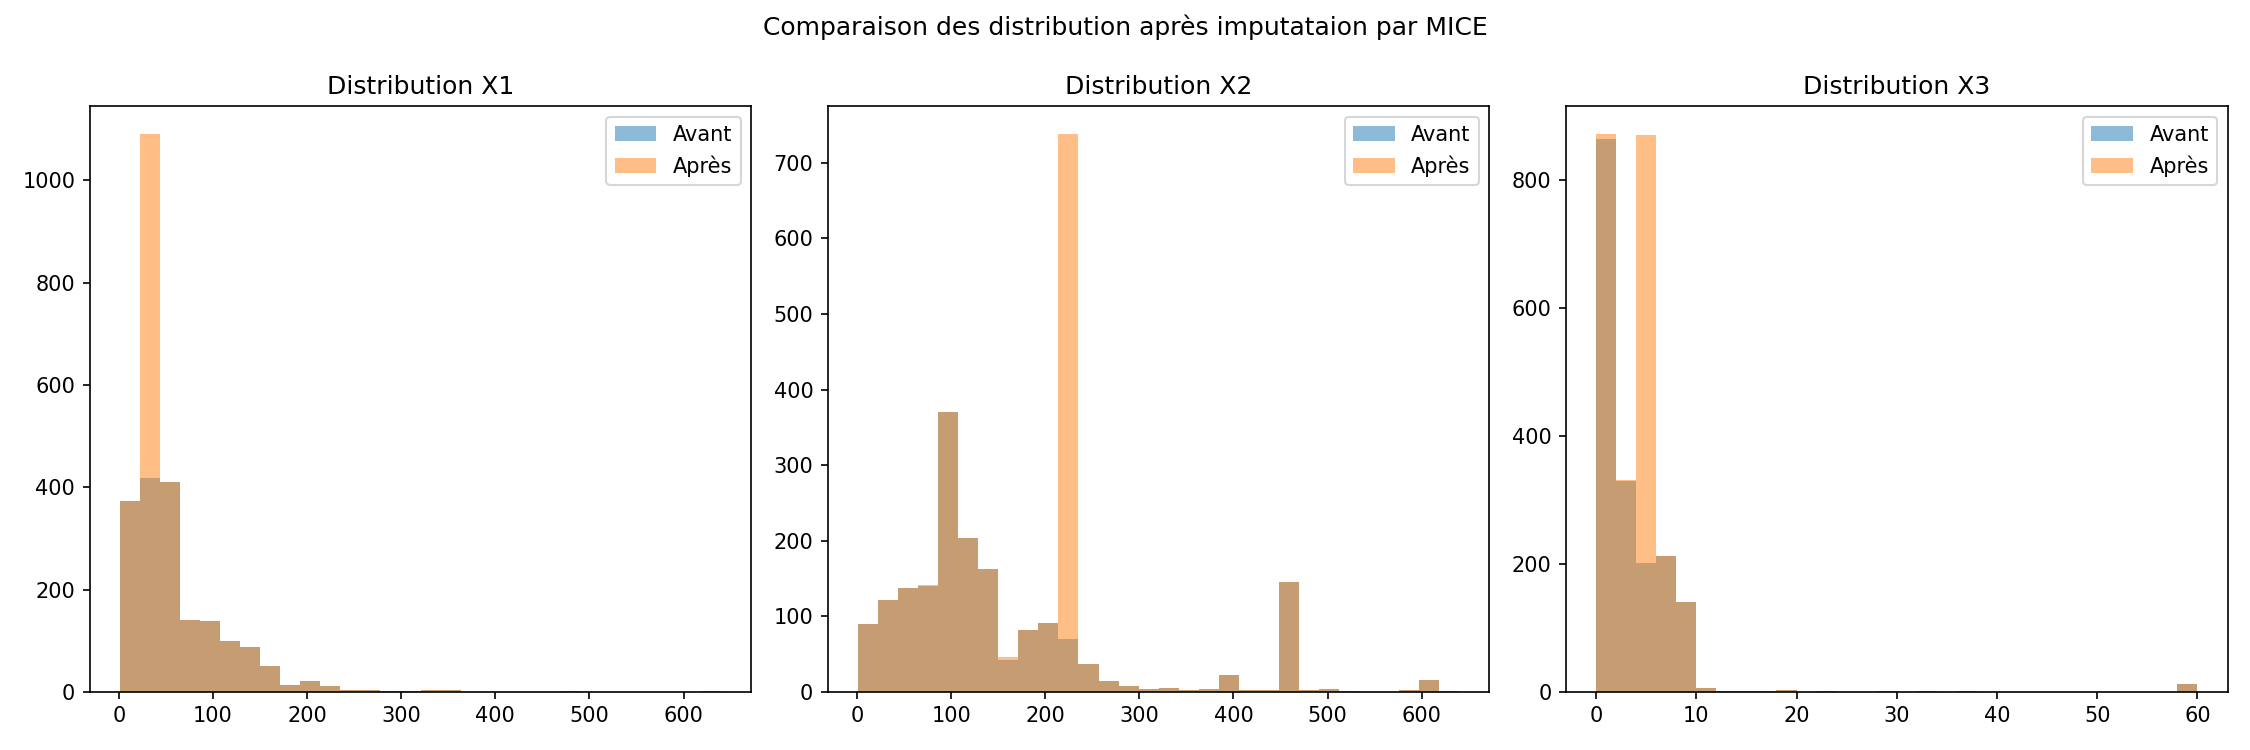 Comparaison des distribution après imputataion par MICE
Distribution X1
Avant
Après
1000
800
600
400
200
0
0 100 200 300 400 500 600
Distribution X2
Avant
Après
700
600
500
400
300
200
100
0
0 100 200 300 400 500 600
Distribution X3
Avant
Après
800
600
400
200
0
0 10 20 30 40 50 60